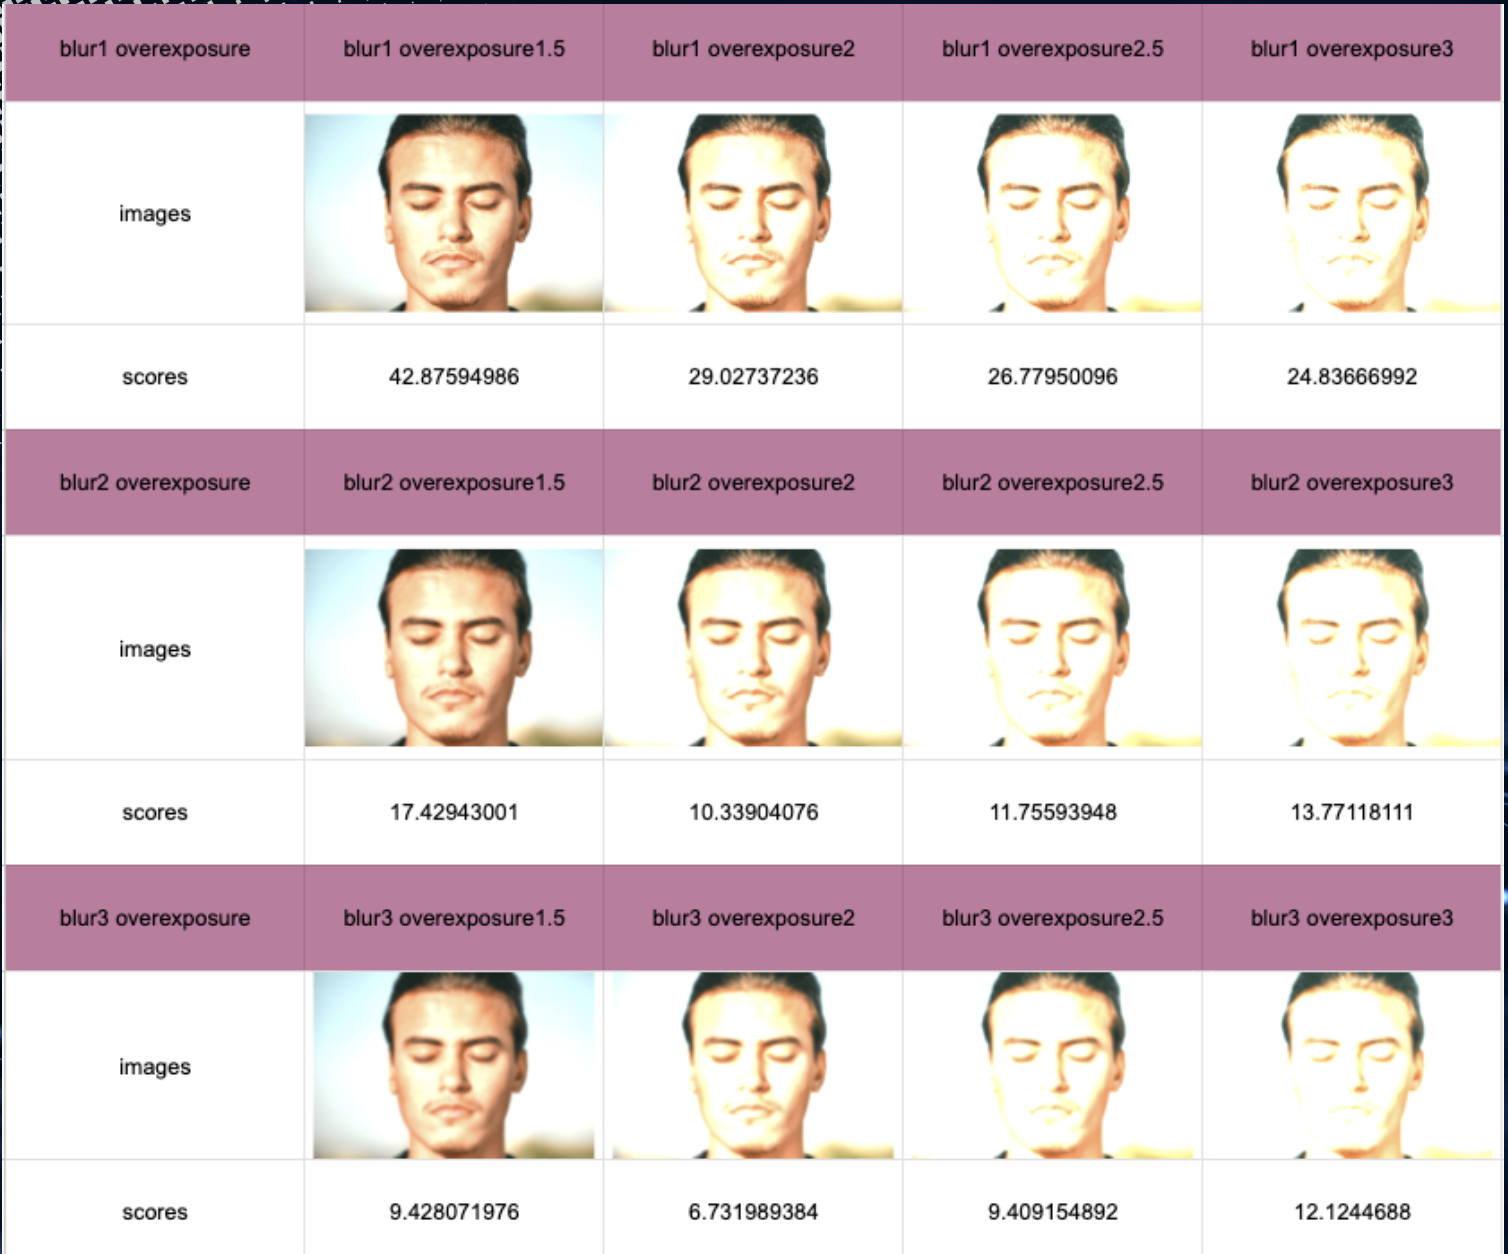 blur1 overexposure blur1 overexposure1.5 blur1 overexposure2 blur1 overexposure2.5 blur1 overexposure3
images
scores 42.87594986 29.02737236 26.77950096 24.83666992
blur2 overexposure blur2 overexposure1.5 blur2 overexposure2 blur2 overexposure2.5 blur2 overexposure3
images
scores 17.42943001 10.33904076 11.75593948 13.77118111
blur3 overexposure blur3 overexposure1.5 blur3 overexposure2 blur3 overexposure2.5 blur3 overexposure3
images
scores 9.428071976 6.731989384 9.409154892 12.1244688